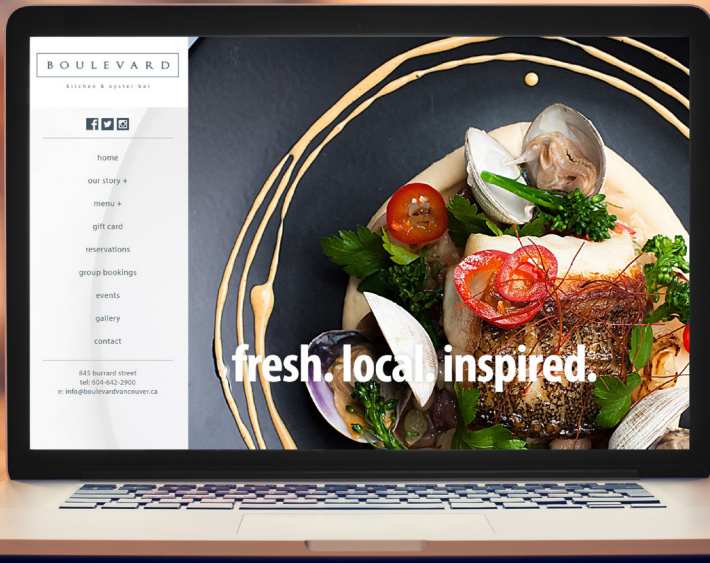 BOULEVARD
kitchen & oyster bar
home
our story +
menu +
gift card
reservations
group bookings
events
gallery
contact
845 burrard street
tel: 604-642-2900
e: info@boulevardvancouver.ca
fresh. local. inspired.